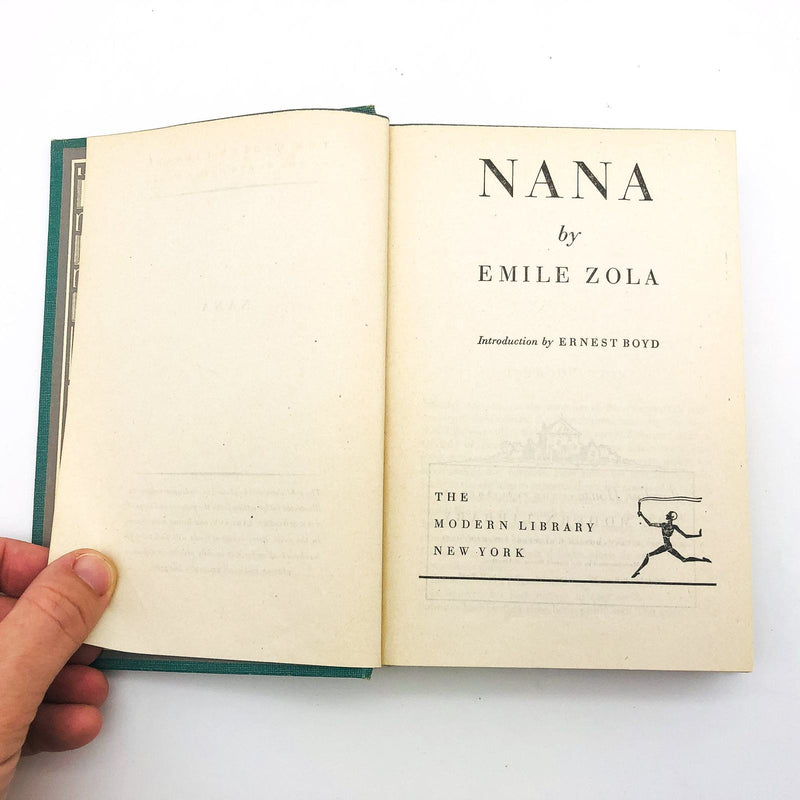 NANA
by
EMILE ZOLA
Introduction by ERNEST BOYD
THE
MODERN LIBRARY
NEW YORK